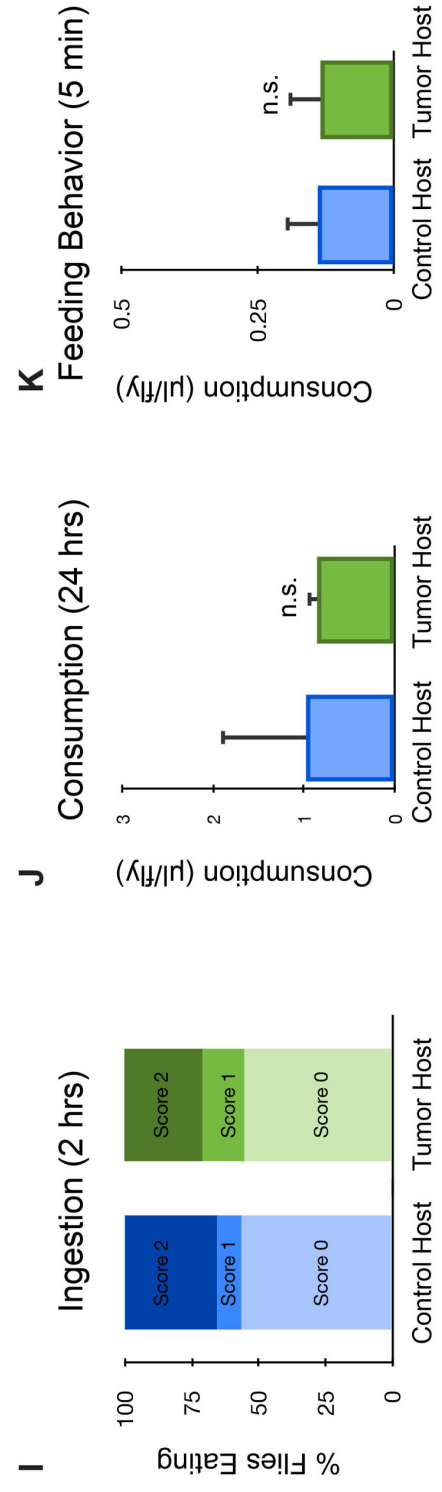 I
Ingestion (2 hrs)
% Flies Eating
100
75
50
25
0
Score 2
Score 1
Score 0
Score 2
Score 1
Score 0
Control Host
Tumor Host
J
Consumption (24 hrs)
Consumption (µl/fly)
3
2
1
0
n.s.
Control Host
Tumor Host
K
Feeding Behavior (5 min)
Consumption (µl/fly)
0.5
0.25
0
n.s.
Control Host
Tumor Host